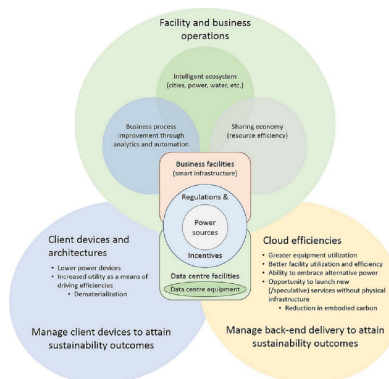 Facility and business
operations
Intelligent ecosystem
(cities, power, water, etc.)
Business process
improvement through
analytics and automation
Sharing economy
(resource efficiency)
Business facilities
(smart infrastructure)
Regulations &
Power
sources
Incentives
Data centre facilities
Data centre equipment
Client devices and
architectures
• Lower power devices
• Increased utility as a means of
driving efficiencies
• Dematerialization
Manage client devices to attain
sustainability outcomes
Cloud efficiencies
• Greater equipment utilization
• Better facility utilization and efficiency
• Ability to embrace alternative power
• Opportunity to launch new
(/speculative) services without physical
infrastructure
• Reduction in embodied carbon
Manage back-end delivery to attain
sustainability outcomes